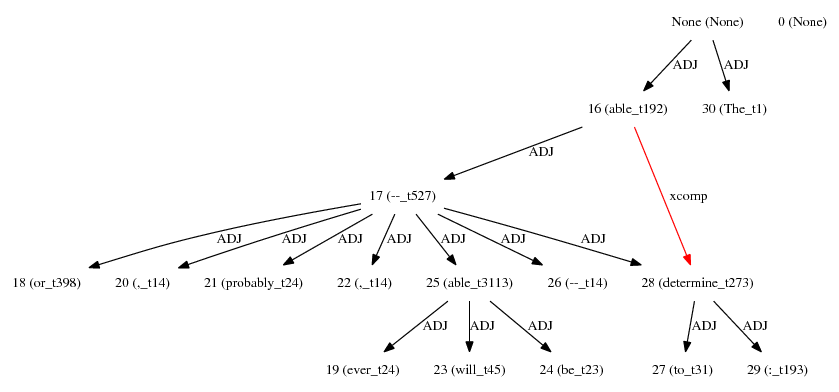 None (None) 0 (None)
ADJ ADJ
16 (able_t192) 30 (The_t1)
ADJ
xcomp
17 (--_t527)
ADJ ADJ ADJ ADJ ADJ ADJ ADJ
18 (or_t398) 20 (,_t14) 21 (probably_t24) 22 (,_t14) 25 (able_t3113) 26 (--_t14) 28 (determine_t273)
ADJ ADJ ADJ ADJ ADJ
19 (ever_t24) 23 (will_t45) 24 (be_t23) 27 (to_t31) 29 (:_t193)